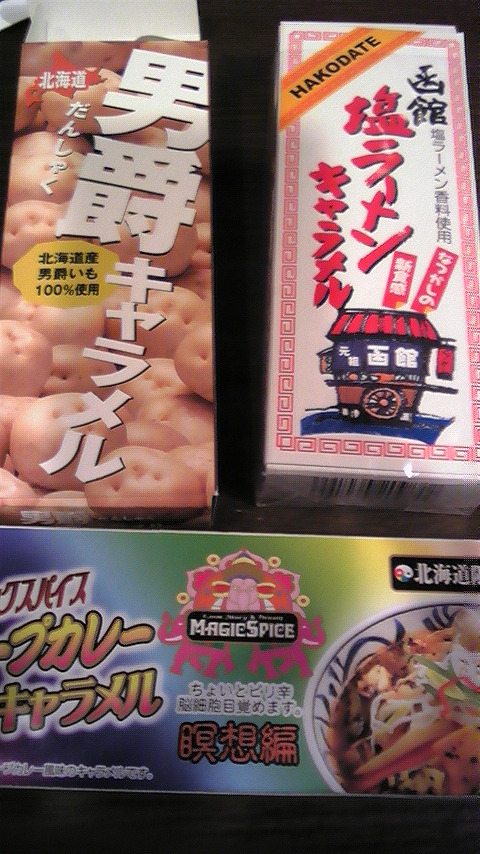 北海道
だんしゃく
男爵
キャラメル
北海道産
男爵いも
100%使用
HAKODATE
函館
塩ラーメン香料使用
塩ラーメン
キャラメル
なつかしの
新食感
元祖
函館
ックスパイス
ープカレー
キャラメル
MAGICSPICE
ちょいとピリ辛
脳細胞目覚めます。
瞑想編
プカレー風味のキャラメルです。
北海道限